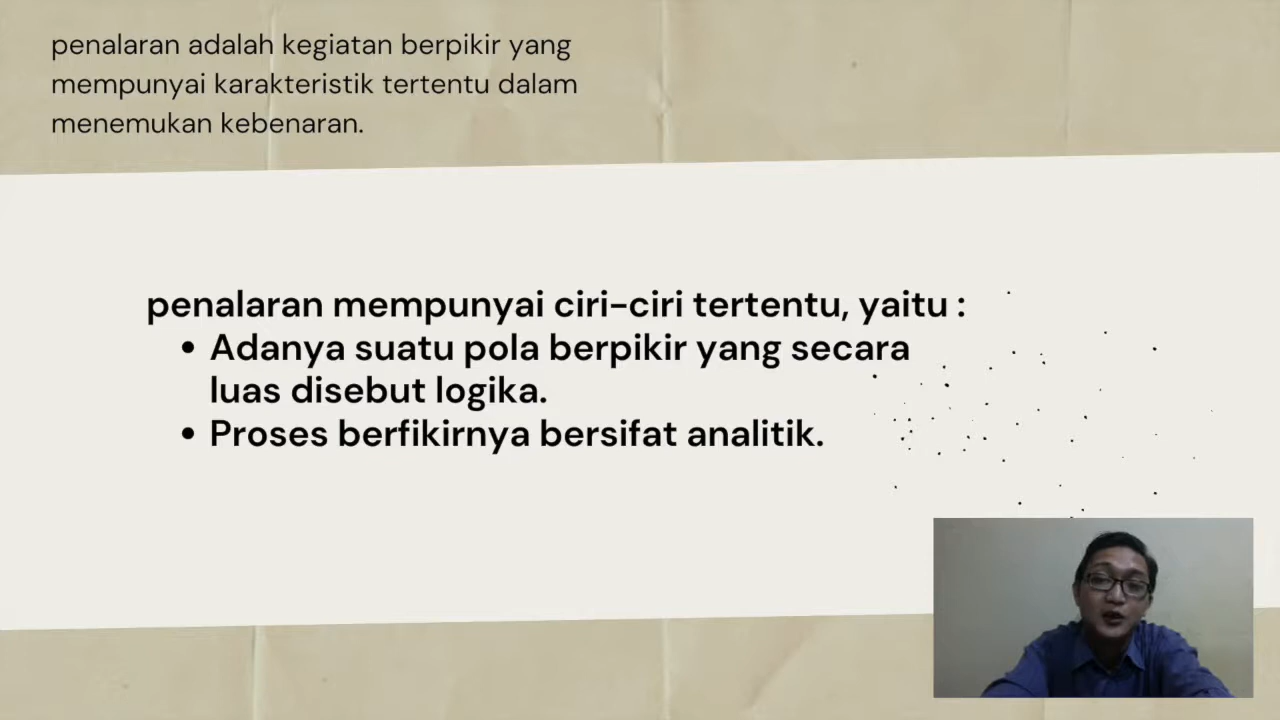 penalaran adalah kegiatan berpikir yang
mempunyai karakteristik tertentu dalam
menemukan kebenaran.
penalaran mempunyai ciri-ciri tertentu, yaitu :
• Adanya suatu pola berpikir yang secara
luas disebut logika.
• Proses berfikirnya bersifat analitik.